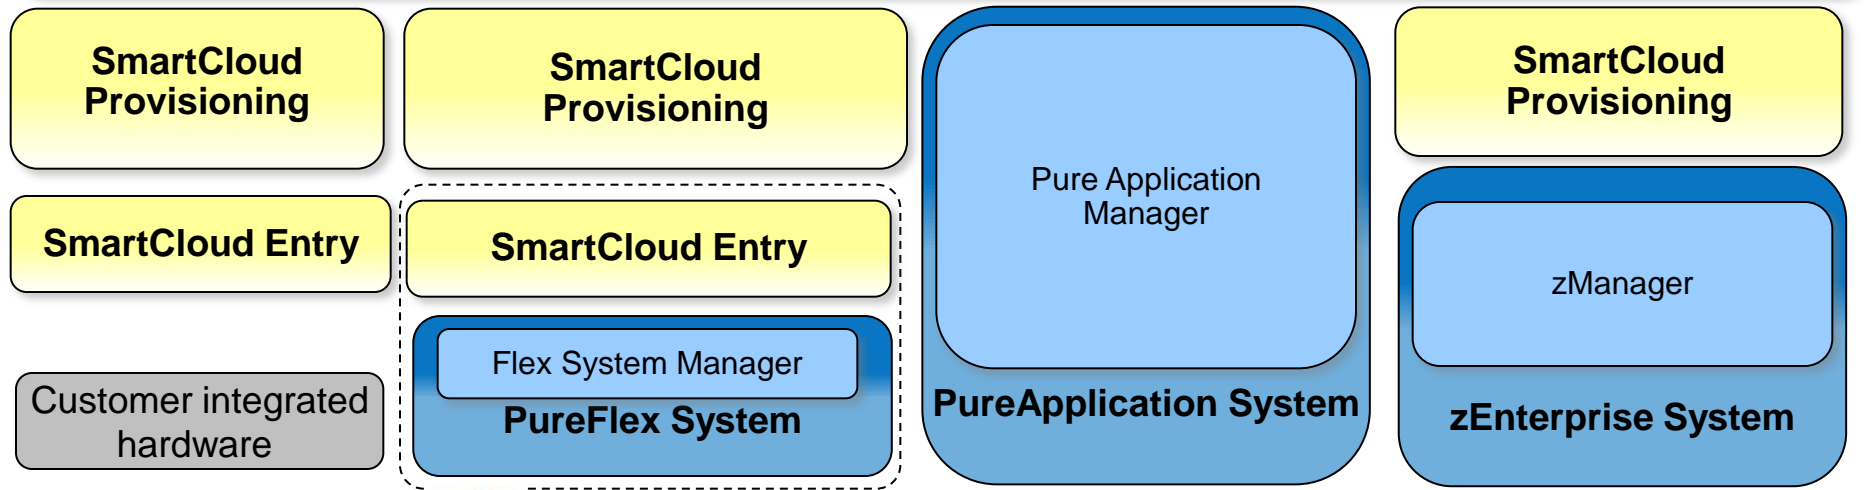 SmartCloud
Provisioning
SmartCloud Entry
Customer integrated
hardware
SmartCloud
Provisioning
SmartCloud Entry
Flex System Manager
PureFlex System
Pure Application
Manager
PureApplication System
SmartCloud
Provisioning
zManager
zEnterprise System